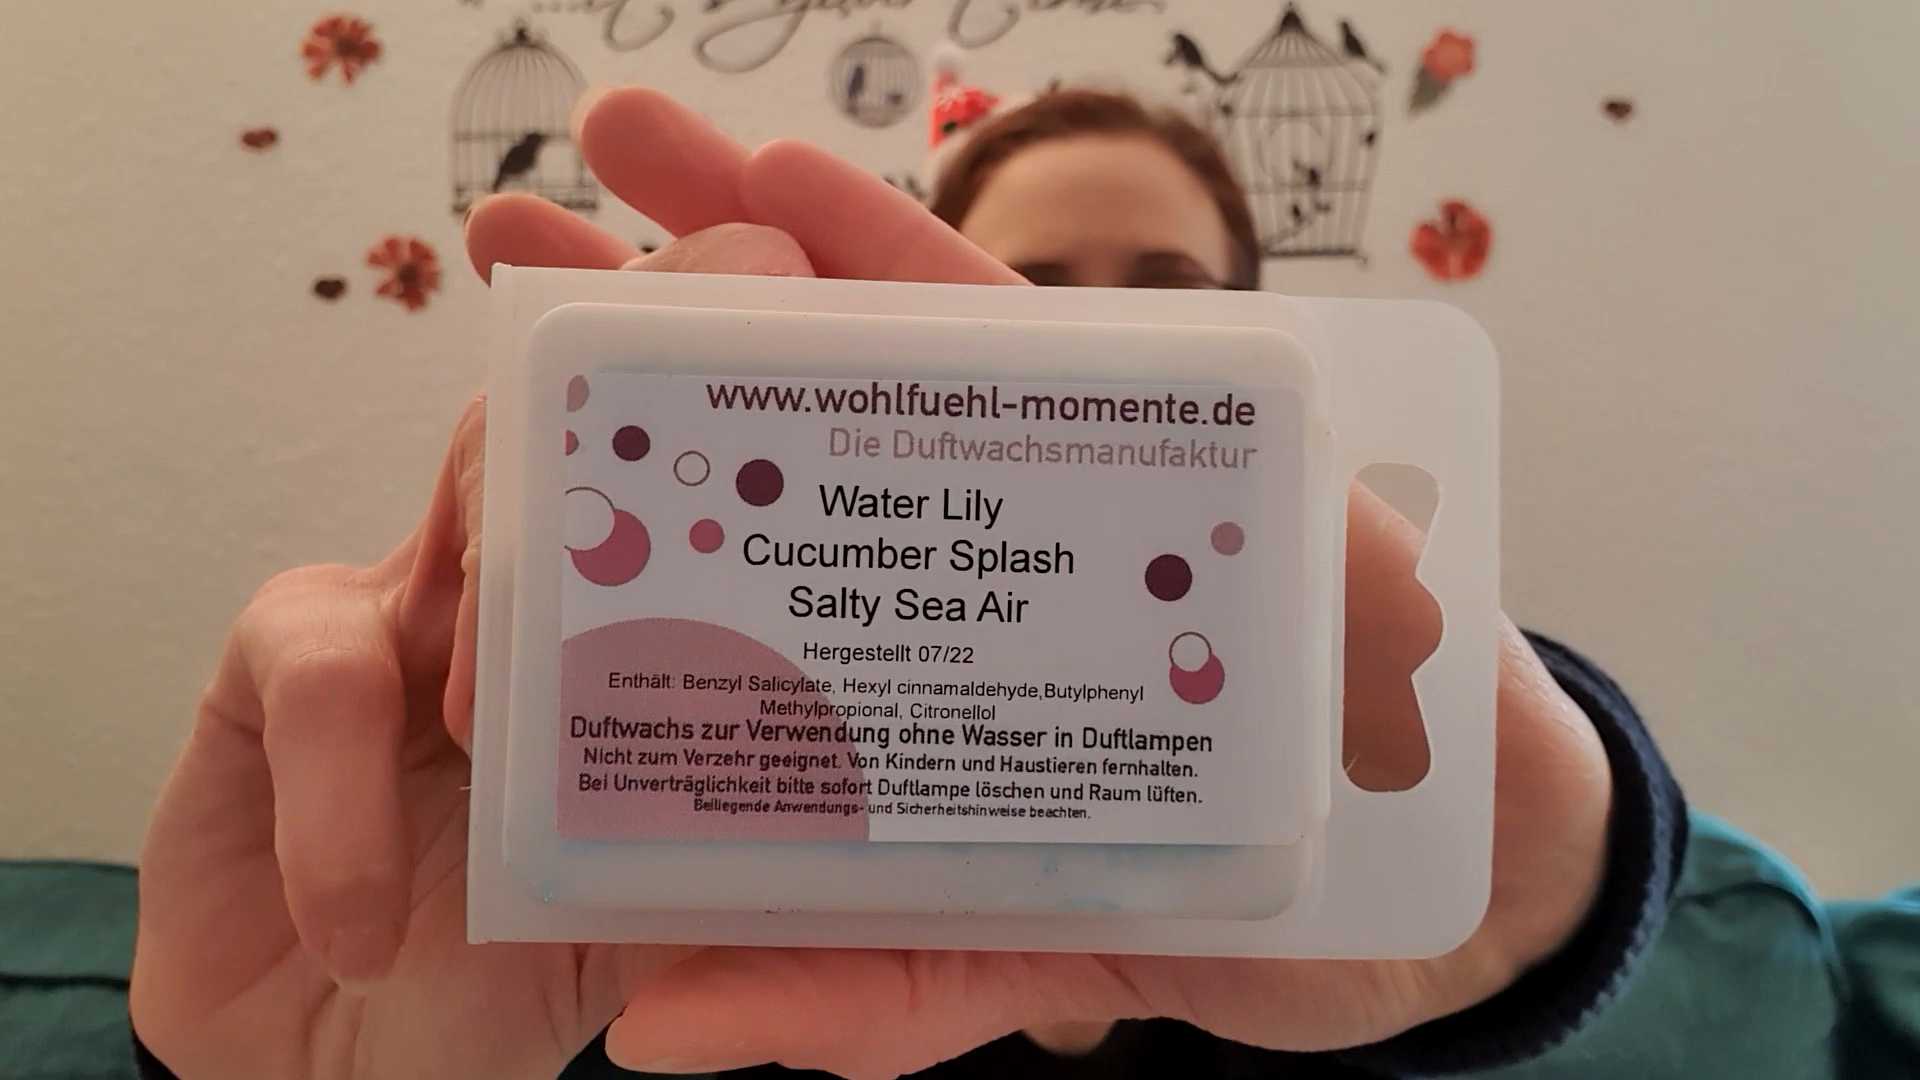 www.wohlfuehl-momente.de
Die Duftwachsmanufaktur
Water Lily
Cucumber Splash
Salty Sea Air
Hergestellt 07/22
Enthält: Benzyl Salicylate, Hexyl cinnamaldehyde,Butylphenyl
Methylpropional, Citronellol
Duftwachs zur Verwendung ohne Wasser in Duftlampen
Nicht zum Verzehr geeignet. Von Kindern und Haustieren fernhalten.
Bei Unverträglichkeit bitte sofort Duftlampe löschen und Raum lüften.
Beiliegende Anwendungs- und Sicherheitshinweise beachten.